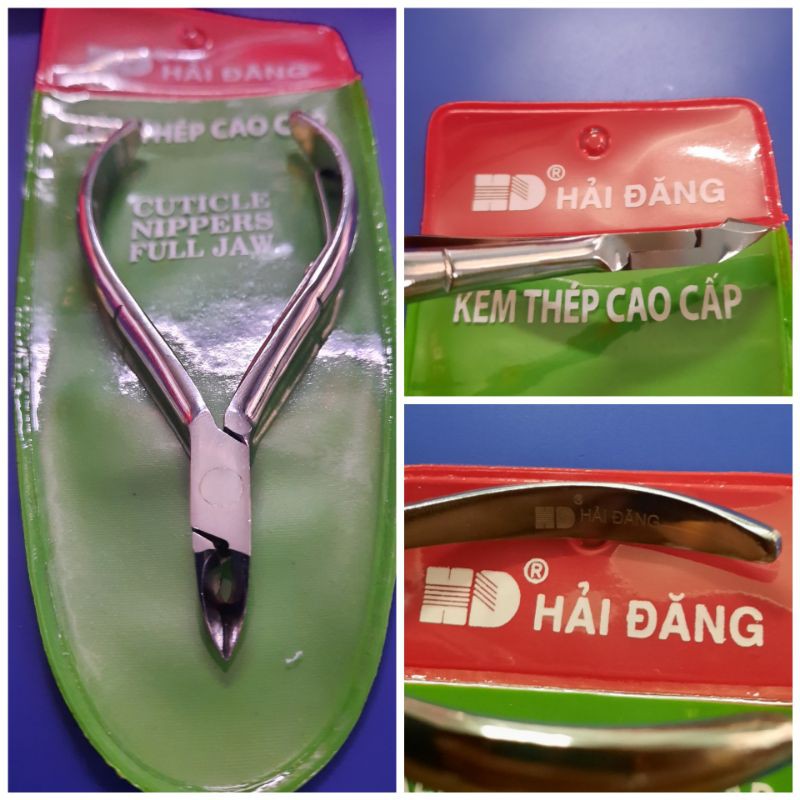 HD HẢI ĐĂNG
THÉP CAO CẤP
CUTICLE
NIPPERS
FULL JAW
HD® HẢI ĐĂNG
KEM THÉP CAO CẤP
HD® HẢI ĐĂNG
HD® HẢI ĐĂNG